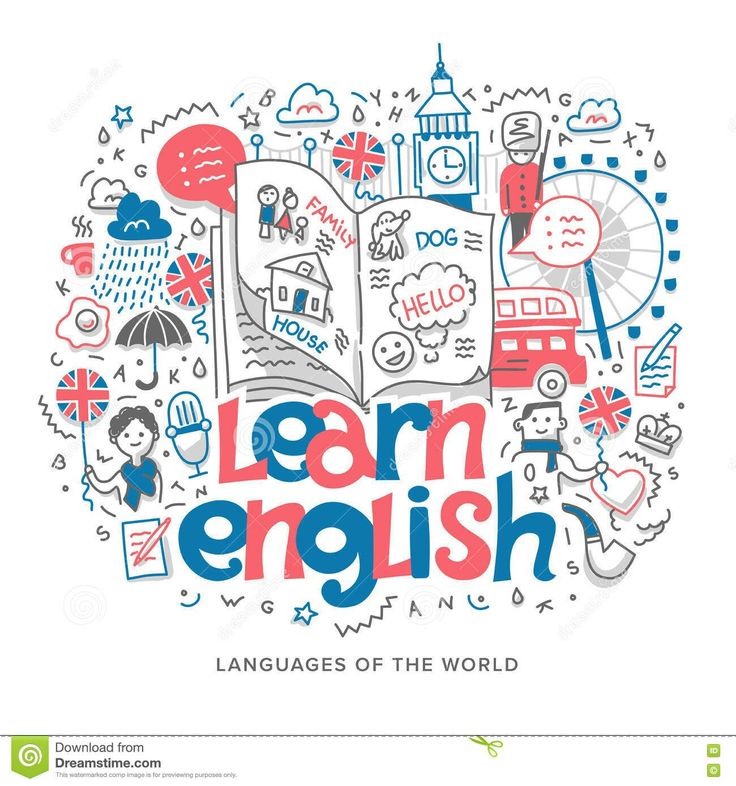 FAMILY
DOG
HELLO
HOUSE
Learn
english
LANGUAGES OF THE WORLD
Download from
Dreamstime.com
This watermarked comp image is for previewing purposes only.
ID